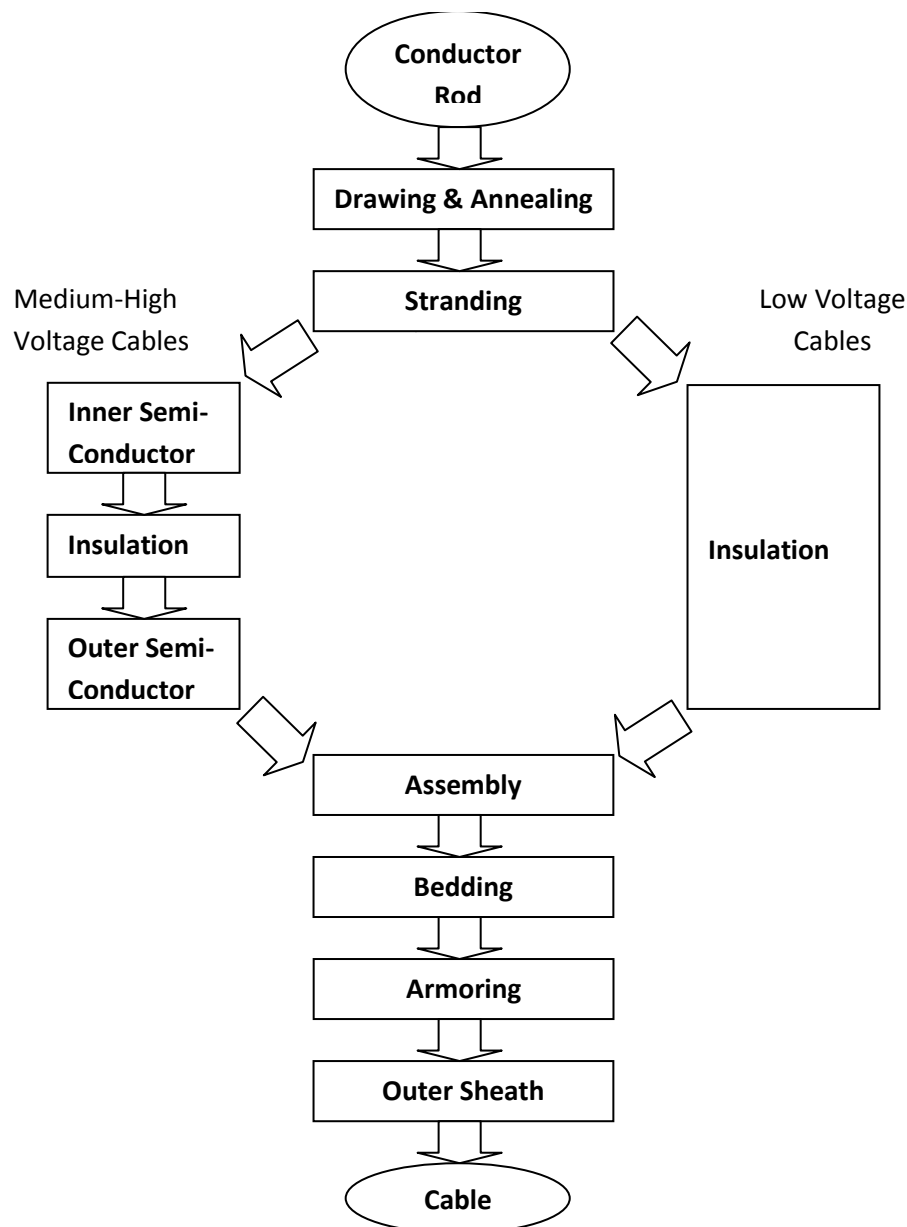 Conductor
Rod
Drawing & Annealing
Stranding
Medium-High
Voltage Cables
Low Voltage
Cables
Inner Semi-
Conductor
Insulation
Outer Semi-
Conductor
Insulation
Assembly
Bedding
Armoring
Outer Sheath
Cable